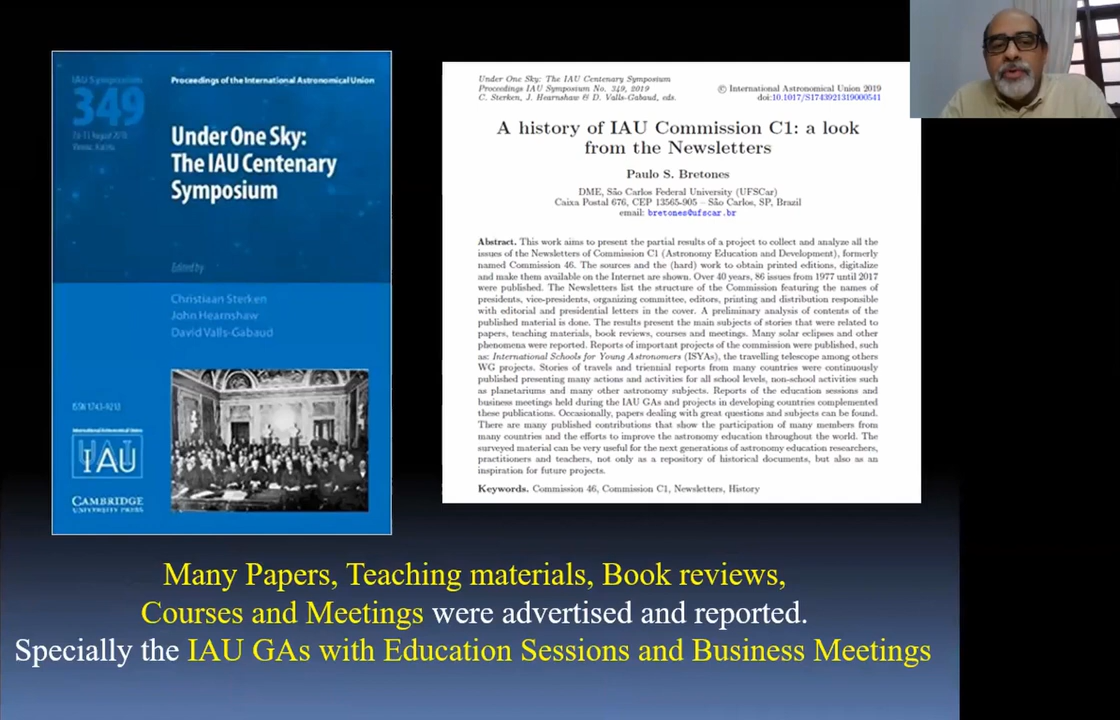 IAU Symposium
349
Proceedings of the International Astronomical Union
Under One Sky:
The IAU Centenary
Symposium
Edited by
Christiaan Sterken
John Hearnshaw
David Valls-Gabaud
ISSN 1743-9213
International Astronomical Union
IAU
CAMBRIDGE
UNIVERSITY PRESS
Under One Sky: The IAU Centenary Symposium
Proceedings IAU Symposium No. 349, 2019
C. Sterken, J. Hearnshaw & D. Valls-Gabaud, eds.
© International Astronomical Union 2019
doi:10.1017/S1743921319000541
A history of IAU Commission C1: a look
from the Newsletters
Paulo S. Bretones
DME, São Carlos Federal University (UFSCar)
Caixa Postal 676, CEP 13565-905 – São Carlos, SP, Brazil
email: bretones@ufscar.br
Abstract. This work aims to present the partial results of a project to collect and analyze all the
issues of the Newsletters of Commission C1 (Astronomy Education and Development), formerly
named Commission 46. The sources and the (hard) work to obtain printed editions, digitalize
and make them available on the Internet are shown. Over 40 years, 86 issues from 1977 until 2017
were published. The Newsletters list the structure of the Commission featuring the names of
presidents, vice-presidents, organizing committee, editors, printing and distribution responsible
with editorial and presidential letters in the cover. A preliminary analysis of contents of the
published material is done. The results present the main subjects of stories that were related to
papers, teaching materials, book reviews, courses and meetings. Many solar eclipses and other
phenomena were reported. Reports of important projects of the commission were published, such
as: International Schools for Young Astronomers (ISYAs), the travelling telescope among others
WG projects. Stories of travels and triennial reports from many countries were continuously
published presenting many actions and activities for all school levels, non-school activities such
as planetariums and many other astronomy subjects. Reports of the education sessions and
business meetings held during the IAU GAs and projects in developing countries complemented
these publications. Occasionally, papers dealing with great questions and subjects can be found.
There are many published contributions that show the participation of many members from
many countries and the efforts to improve the astronomy education throughout the world. The
surveyed material can be very useful for the next generations of astronomy education researchers,
practitioners and teachers, not only as a repository of historical documents, but also as an
inspiration for future projects.
Keywords. Commission 46, Commission C1, Newsletters, History
Many Papers, Teaching materials, Book reviews,
Courses and Meetings were advertised and reported.
Specially the IAU GAs with Education Sessions and Business Meetings